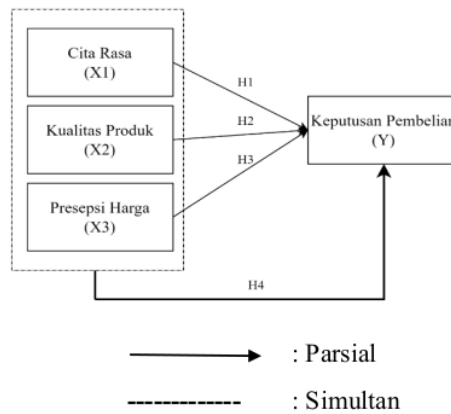 Cita Rasa
(X1)
H1
Kualitas Produk
(X2)
H2
Keputusan Pembelian
(Y)
H3
Presepsi Harga
(X3)
H4
: Parsial
: Simultan